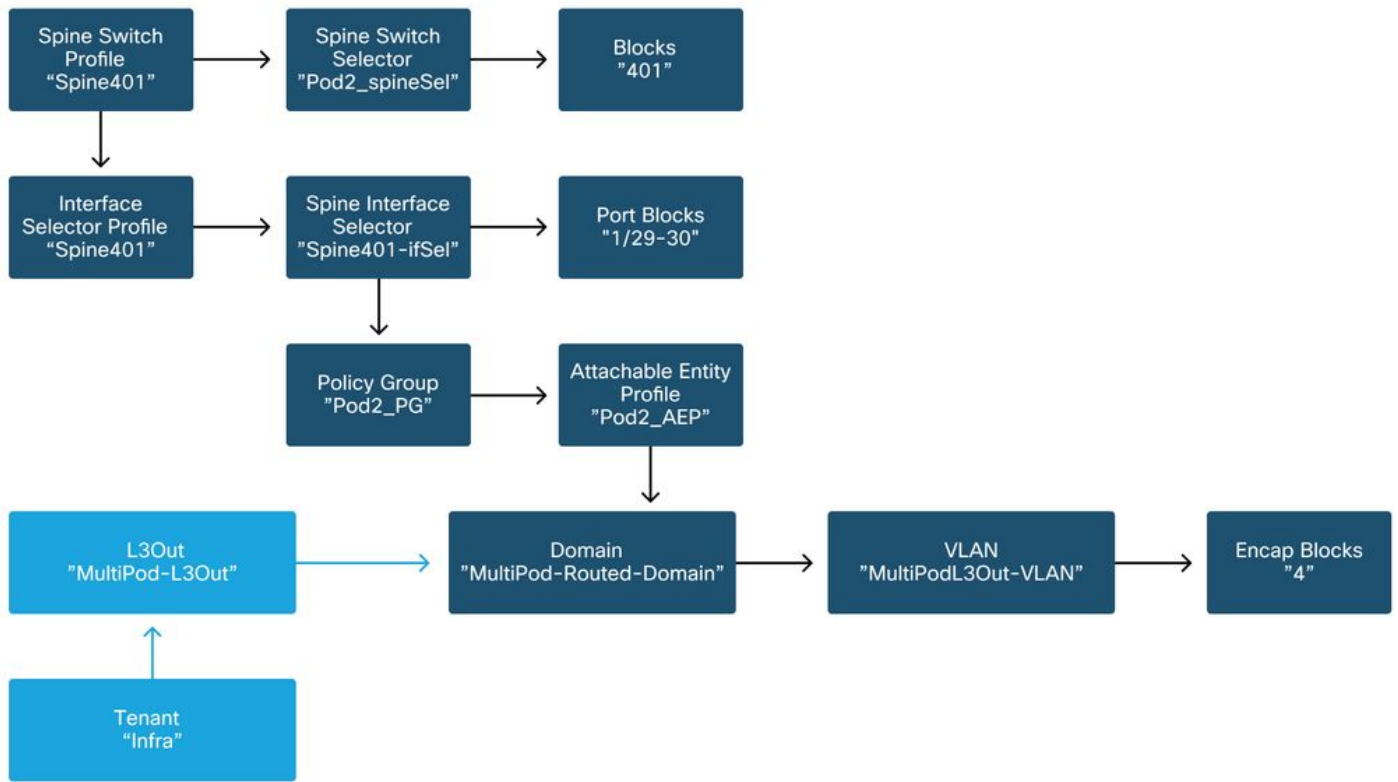 Spine Switch
Profile
“Spine401”
Spine Switch
Selector
”Pod2_spineSel”
Blocks
”401”
Interface
Selector Profile
“Spine401”
Spine Interface
Selector
”Spine401-ifSel”
Port Blocks
"1/29-30"
Policy Group
”Pod2_PG”
Attachable Entity
Profile
”Pod2_AEP”
L3Out
”MultiPod-L3Out”
Domain
”MultiPod-Routed-Domain”
VLAN
”MultiPodL3Out-VLAN”
Encap Blocks
”4”
Tenant
“Infra”